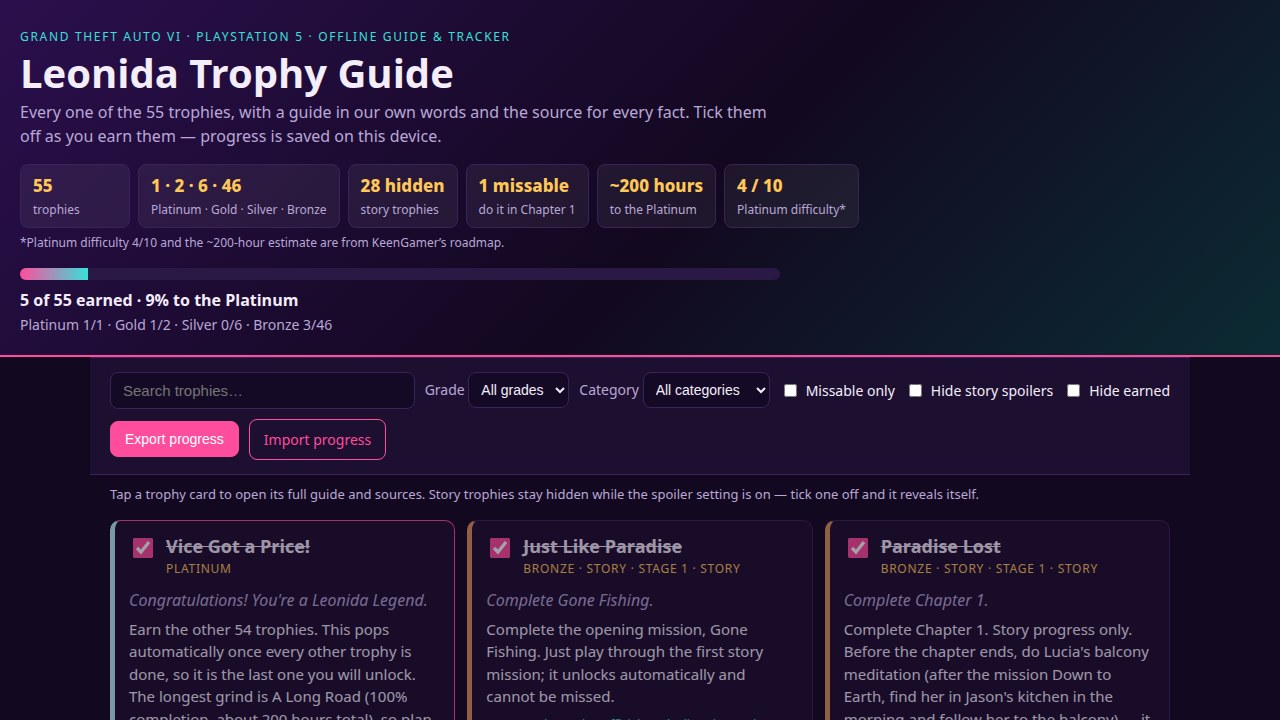 GRAND THEFT AUTO VI · PLAYSTATION 5 · OFFLINE GUIDE & TRACKER
Leonida Trophy Guide
Every one of the 55 trophies, with a guide in our own words and the source for every fact. Tick them
off as you earn them — progress is saved on this device.
55
trophies
1 · 2 · 6 · 46
Platinum · Gold · Silver · Bronze
28 hidden
story trophies
1 missable
do it in Chapter 1
~200 hours
to the Platinum
4 / 10
Platinum difficulty*
*Platinum difficulty 4/10 and the ~200-hour estimate are from KeenGamer's roadmap.
5 of 55 earned · 9% to the Platinum
Platinum 1/1 · Gold 1/2 · Silver 0/6 · Bronze 3/46
Search trophies… Grade All grades Category All categories Missable only Hide story spoilers Hide earned
Export progress Import progress
Tap a trophy card to open its full guide and sources. Story trophies stay hidden while the spoiler setting is on — tick one off and it reveals itself.
Vice Got a Price!
PLATINUM
Congratulations! You're a Leonida Legend.
Earn the other 54 trophies. This pops
automatically once every other trophy is
done, so it is the last one you will unlock.
The longest grind is A Long Road (100%
completion, about 200 hours total), so plan
Just Like Paradise
BRONZE · STORY · STAGE 1 · STORY
Complete Gone Fishing.
Complete the opening mission, Gone
Fishing. Just play through the first story
mission; it unlocks automatically and
cannot be missed.
Paradise Lost
BRONZE · STORY · STAGE 1 · STORY
Complete Chapter 1.
Complete Chapter 1. Story progress only.
Before the chapter ends, do Lucia's balcony
meditation (after the mission Down to
Earth, find her in Jason's kitchen in the
morning and follow her to the balcony) — it